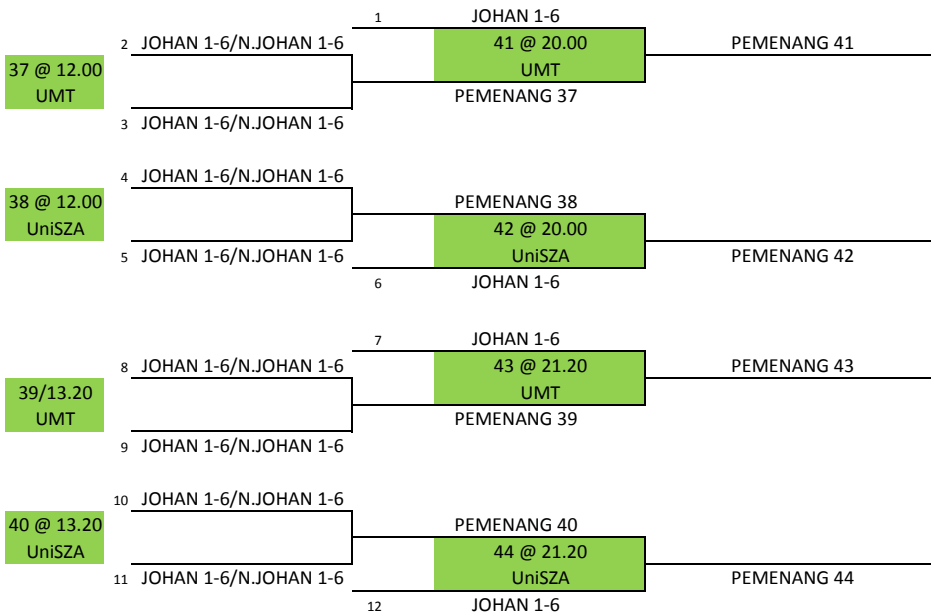 1 JOHAN 1-6
2 JOHAN 1-6/N.JOHAN 1-6
41 @ 20.00
PEMENANG 41
37 @ 12.00
UMT
UMT
PEMENANG 37
3 JOHAN 1-6/N.JOHAN 1-6
4 JOHAN 1-6/N.JOHAN 1-6
38 @ 12.00
PEMENANG 38
UniSZA
42 @ 20.00
5 JOHAN 1-6/N.JOHAN 1-6
UniSZA
PEMENANG 42
6 JOHAN 1-6
7 JOHAN 1-6
8 JOHAN 1-6/N.JOHAN 1-6
43 @ 21.20
PEMENANG 43
39/13.20
UMT
UMT
PEMENANG 39
9 JOHAN 1-6/N.JOHAN 1-6
10 JOHAN 1-6/N.JOHAN 1-6
40 @ 13.20
PEMENANG 40
UniSZA
44 @ 21.20
11 JOHAN 1-6/N.JOHAN 1-6
UniSZA
PEMENANG 44
12 JOHAN 1-6